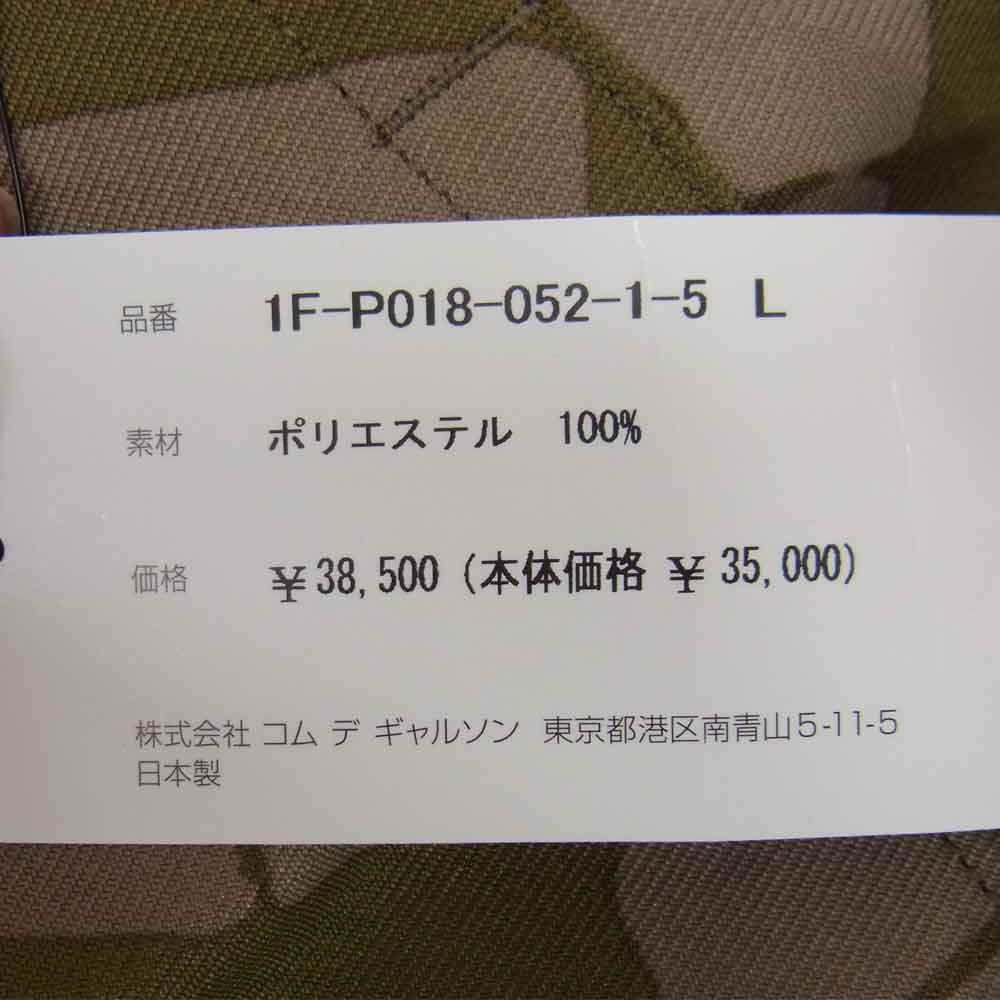 品番 1F-P018-052-1-5 L
素材 ポリエステル 100%
価格 ￥38,500 (本体価格 ￥35,000)
株式会社 コム デ ギャルソン 東京都港区南青山5-11-5
日本製